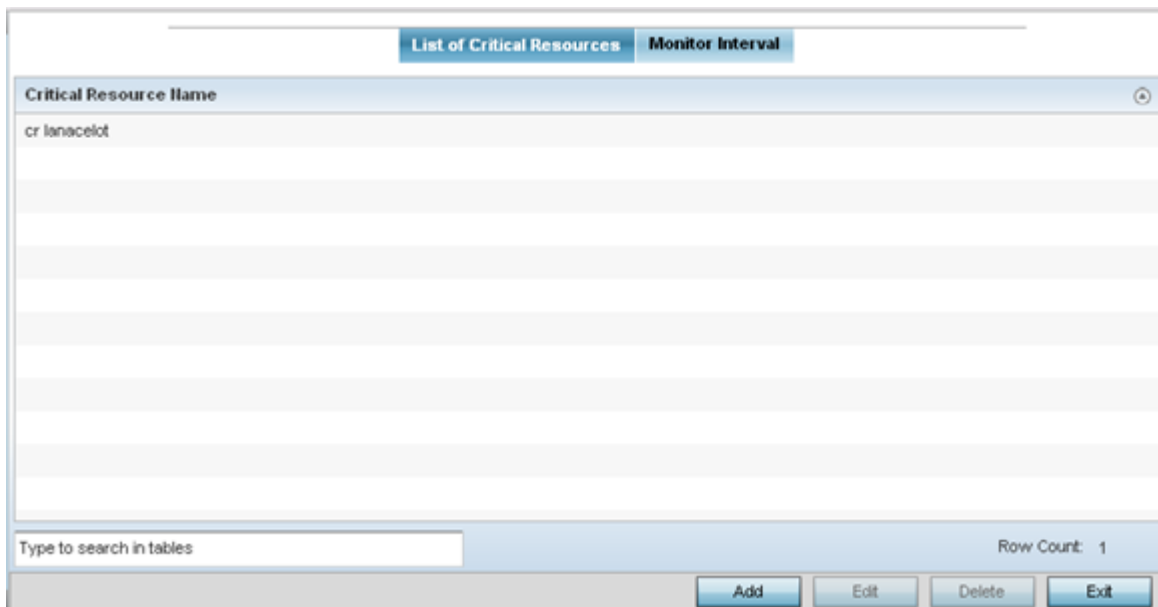 List of Critical Resources Monitor Interval
Critical Resource Name
cr lanacelot
Type to search in tables Row Count: 1
Add Edit Delete Exit